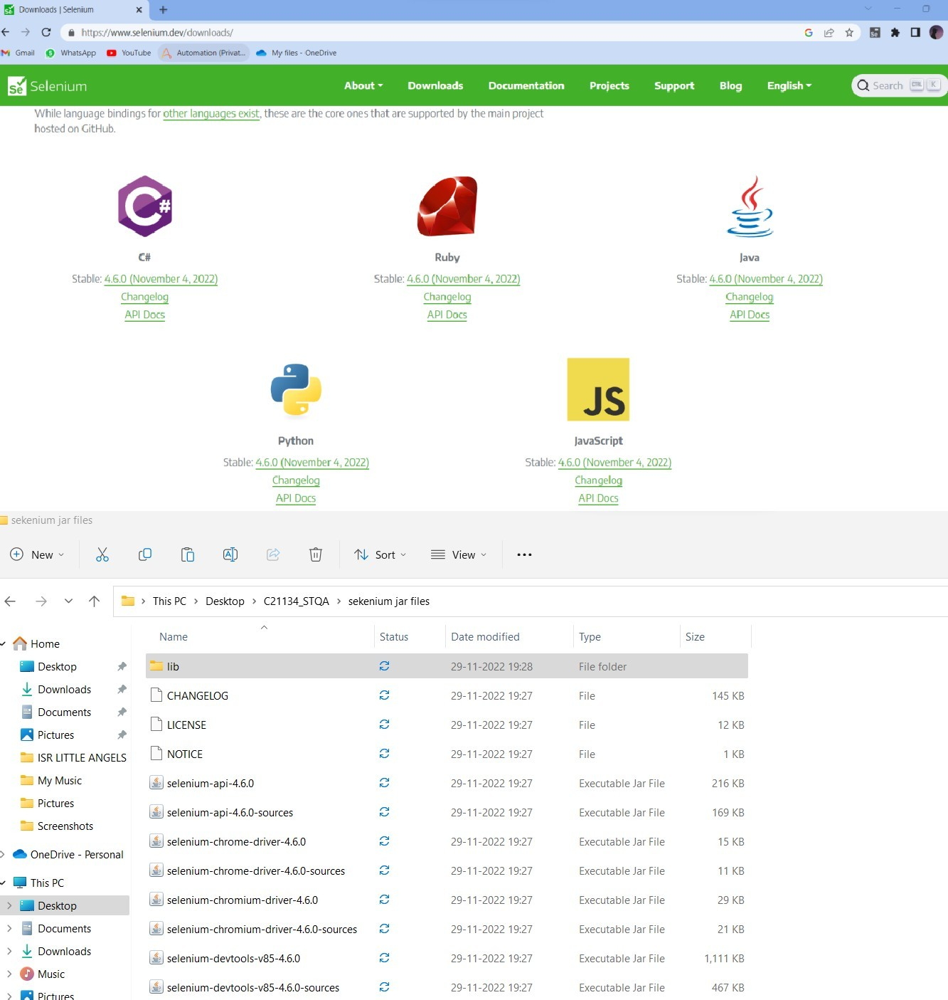 Downloads | Selenium
https://www.selenium.dev/downloads/
Gmail WhatsApp YouTube Automation (Privat... My files - OneDrive
Se Selenium About Downloads Documentation Projects Support Blog English Search CTRL K
While language bindings for other languages exist, these are the core ones that are supported by the main project
hosted on GitHub.
C# Ruby Java
Stable: 4.6.0 (November 4, 2022) Stable: 4.6.0 (November 4, 2022) Stable: 4.6.0 (November 4, 2022)
Changelog Changelog Changelog
API Docs API Docs API Docs
JS
Python JavaScript
Stable: 4.6.0 (November 4, 2022) Stable: 4.6.0 (November 4, 2022)
Changelog Changelog
API Docs API Docs
sekenium jar files
New Sort View
This PC > Desktop > C21134_STQA > sekenium jar files
Name Status Date modified Type Size
Home
Desktop
Downloads
Documents
Pictures
ISR LITTLE ANGELS
My Music
Pictures
Screenshots
OneDrive - Personal
This PC
Desktop
Documents
Downloads
Music
Pictures
lib 29-11-2022 19:28 File folder
CHANGELOG 29-11-2022 19:27 File 145 KB
LICENSE 29-11-2022 19:27 File 12 KB
NOTICE 29-11-2022 19:27 File 1 KB
selenium-api-4.6.0 29-11-2022 19:27 Executable Jar File 216 KB
selenium-api-4.6.0-sources 29-11-2022 19:27 Executable Jar File 169 KB
selenium-chrome-driver-4.6.0 29-11-2022 19:27 Executable Jar File 15 KB
selenium-chrome-driver-4.6.0-sources 29-11-2022 19:27 Executable Jar File 11 KB
selenium-chromium-driver-4.6.0 29-11-2022 19:27 Executable Jar File 29 KB
selenium-chromium-driver-4.6.0-sources 29-11-2022 19:27 Executable Jar File 21 KB
selenium-devtools-v85-4.6.0 29-11-2022 19:27 Executable Jar File 1,111 KB
selenium-devtools-v85-4.6.0-sources 29-11-2022 19:27 Executable Jar File 467 KB